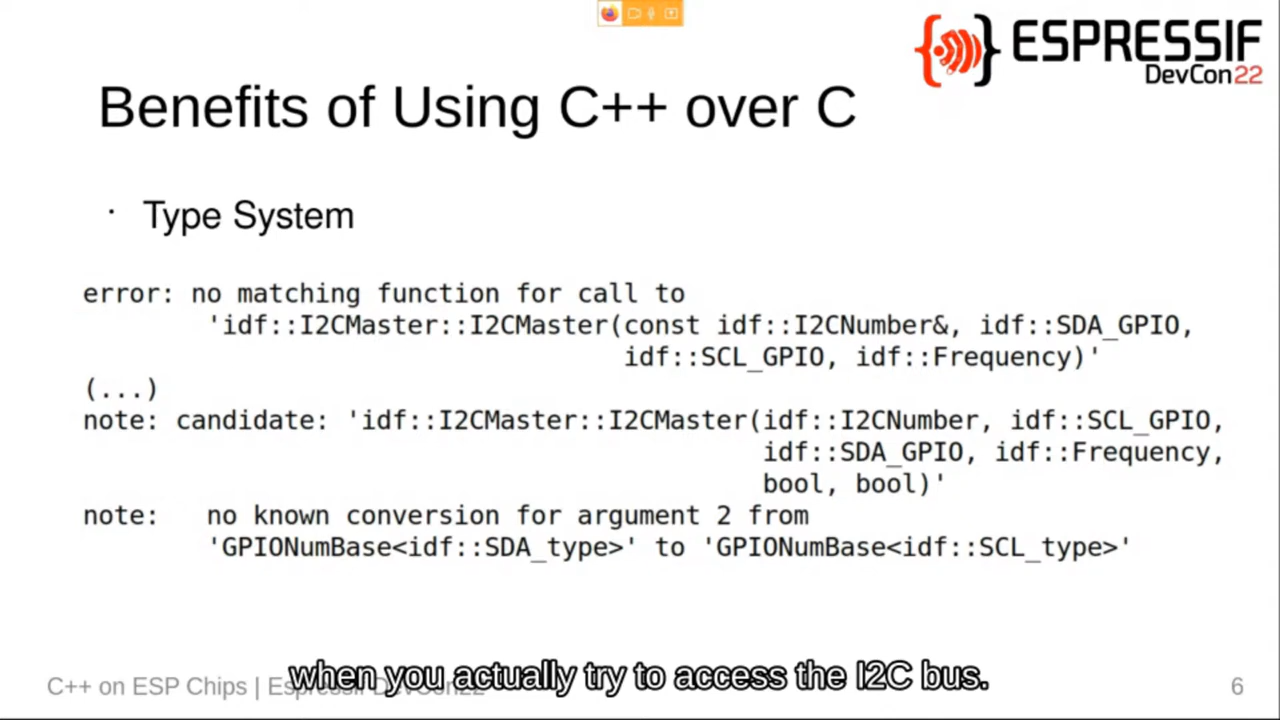 ESPRESSIF
DevCon22
Benefits of Using C++ over C
· Type System
error: no matching function for call to
'idf::I2CMaster::I2CMaster(const idf::I2CNumber&, idf::SDA_GPIO,
idf::SCL_GPIO, idf::Frequency)'
(...)
note: candidate: 'idf::I2CMaster::I2CMaster(idf::I2CNumber, idf::SCL_GPIO,
idf::SDA_GPIO, idf::Frequency,
bool, bool)'
note: no known conversion for argument 2 from
'GPIONumBase<idf::SDA_type>' to 'GPIONumBase<idf::SCL_type>'
when you actually try to access the I2C bus.
C++ on ESP Chips | Espressif DevCon22
6